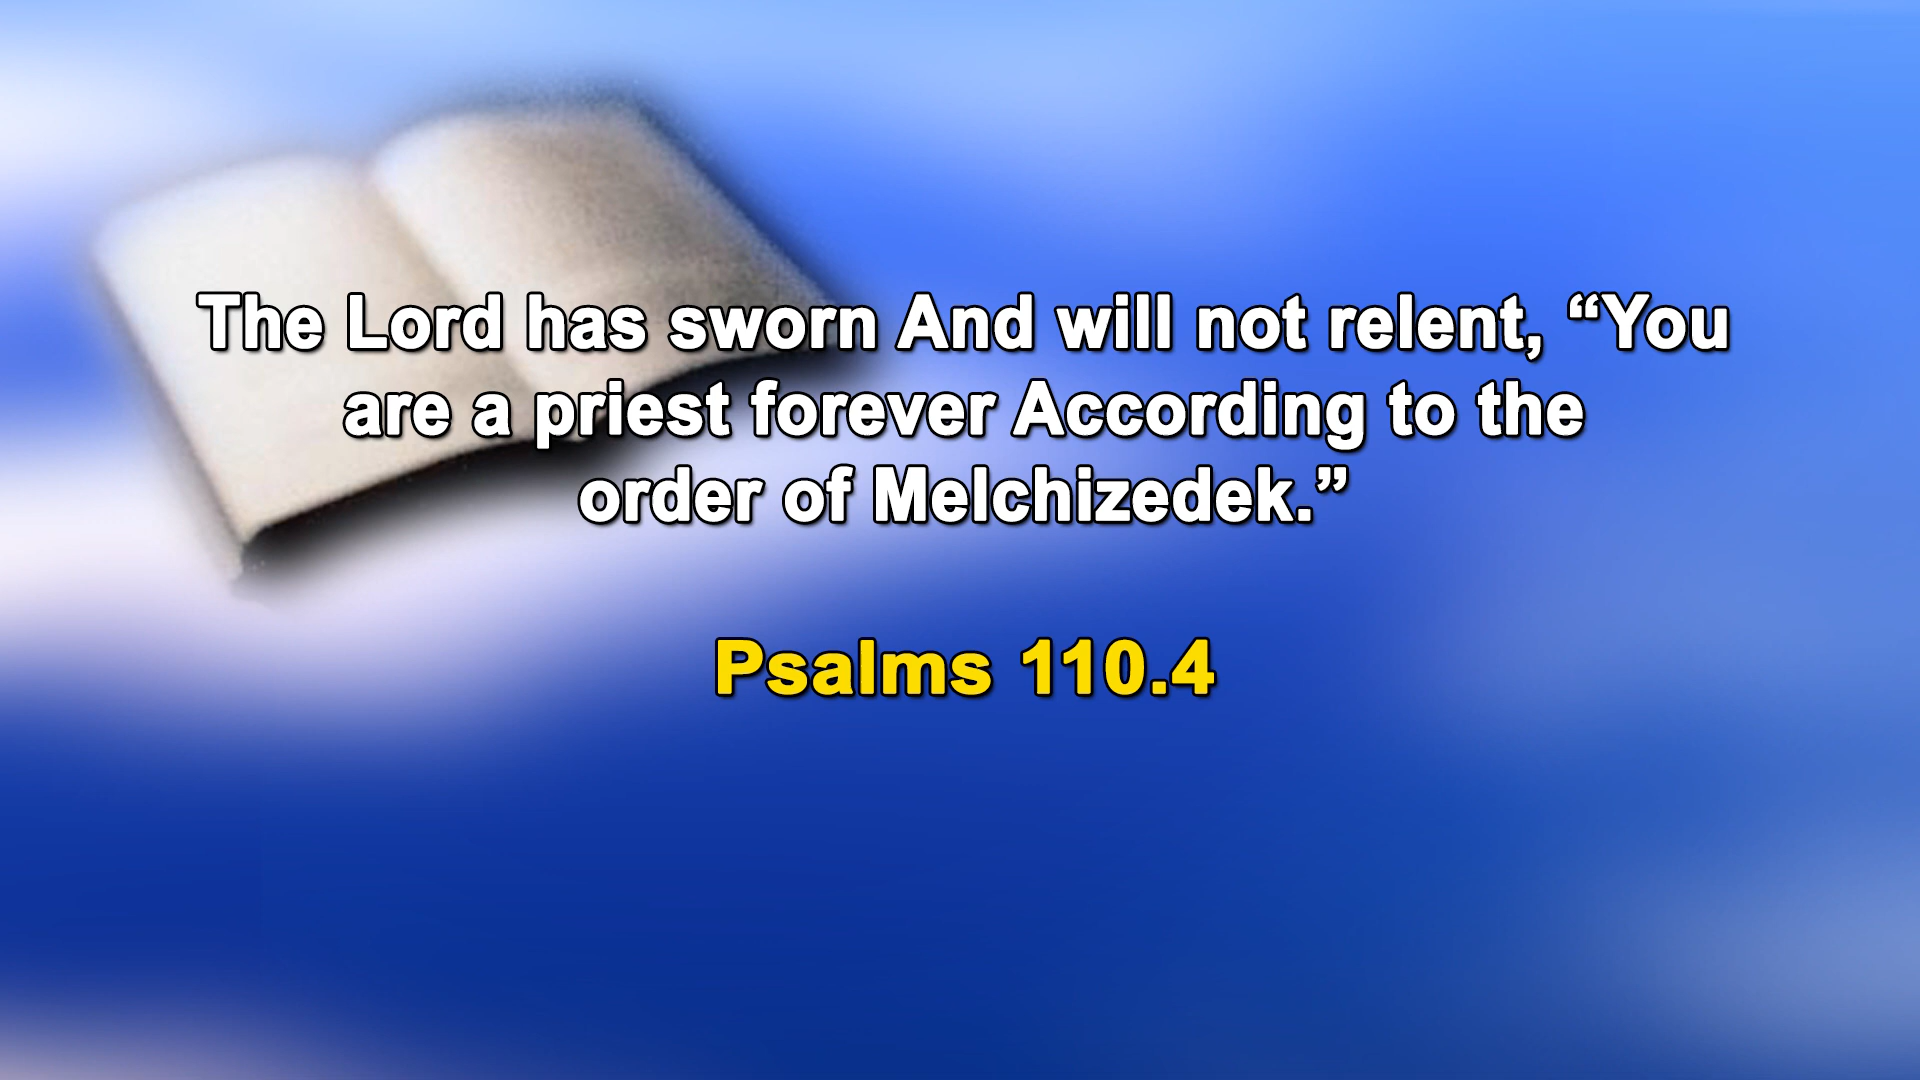 The Lord has sworn And will not relent, “You
are a priest forever According to the
order of Melchizedek.”
Psalms 110.4